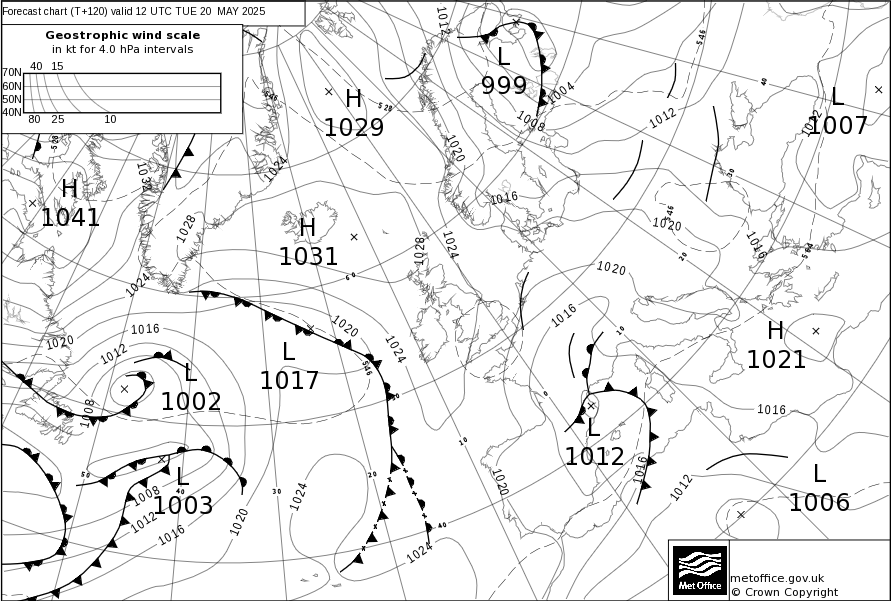 Forecast chart (T+120) valid 12 UTC TUE 20 MAY 2025
Geostrophic wind scale
in kt for 4.0 hPa intervals
40 15
70N
60N
50N
40N
80 25 10
1012
546
L
999
1004
1008
40
H
1029
528
546
1012
L
1007
1012
528
1032
1024
1020
H
1041
1028
30
1016
546
1020
H
1031
1028
1024
20
1016
564
60
1024
1020
1016
1016
1020
1012
1020
1024
10
H
1021
L
1017
546
L
1002
1008
0
1016
L
1012
10
1016
50
L
1003
1008
40
30
20
1024
1020
1012
L
1006
1012
1016
1020
40
1024
Met Office
metoffice.gov.uk
© Crown Copyright